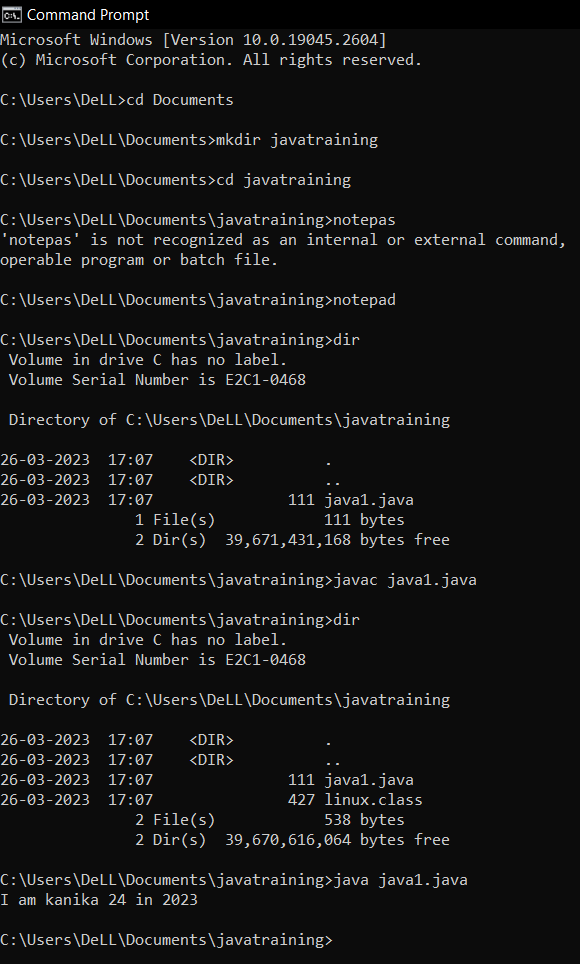 Command Prompt
Microsoft Windows [Version 10.0.19045.2604]
(c) Microsoft Corporation. All rights reserved.
C:\Users\DeLL>cd Documents
C:\Users\DeLL\Documents>mkdir javatraining
C:\Users\DeLL\Documents>cd javatraining
C:\Users\DeLL\Documents\javatraining>notepas
'notepas' is not recognized as an internal or external command,
operable program or batch file.
C:\Users\DeLL\Documents\javatraining>notepad
C:\Users\DeLL\Documents\javatraining>dir
 Volume in drive C has no label.
 Volume Serial Number is E2C1-0468
 Directory of C:\Users\DeLL\Documents\javatraining
26-03-2023  17:07    <DIR>          .
26-03-2023  17:07    <DIR>          ..
26-03-2023  17:07               111 java1.java
               1 File(s)            111 bytes
               2 Dir(s)  39,671,431,168 bytes free
C:\Users\DeLL\Documents\javatraining>javac java1.java
C:\Users\DeLL\Documents\javatraining>dir
 Volume in drive C has no label.
 Volume Serial Number is E2C1-0468
 Directory of C:\Users\DeLL\Documents\javatraining
26-03-2023  17:07    <DIR>          .
26-03-2023  17:07    <DIR>          ..
26-03-2023  17:07               111 java1.java
26-03-2023  17:07               427 linux.class
               2 File(s)            538 bytes
               2 Dir(s)  39,670,616,064 bytes free
C:\Users\DeLL\Documents\javatraining>java java1.java
I am kanika 24 in 2023
C:\Users\DeLL\Documents\javatraining>